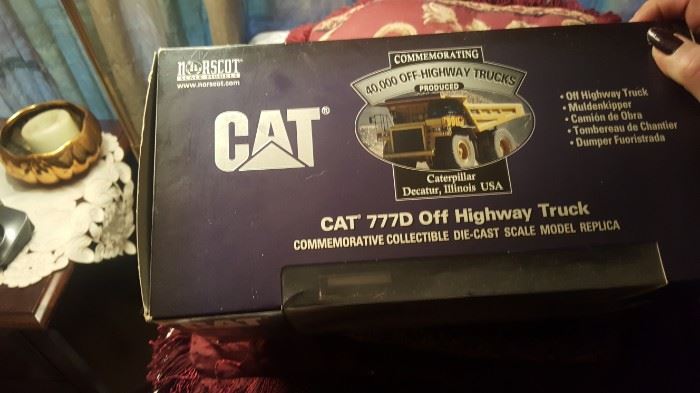 NORSCOT
SCALE MODELS
www.norscot.com
CAT®
COMMEMORATING
40,000 OFF-HIGHWAY TRUCKS
PRODUCED
Caterpillar
Decatur, Illinois USA
• Off Highway Truck
• Muldenkipper
• Camión de Obra
• Tombereau de Chantier
• Dumper Fuoristrada
CAT® 777D Off Highway Truck
COMMEMORATIVE COLLECTIBLE DIE-CAST SCALE MODEL REPLICA
CAT